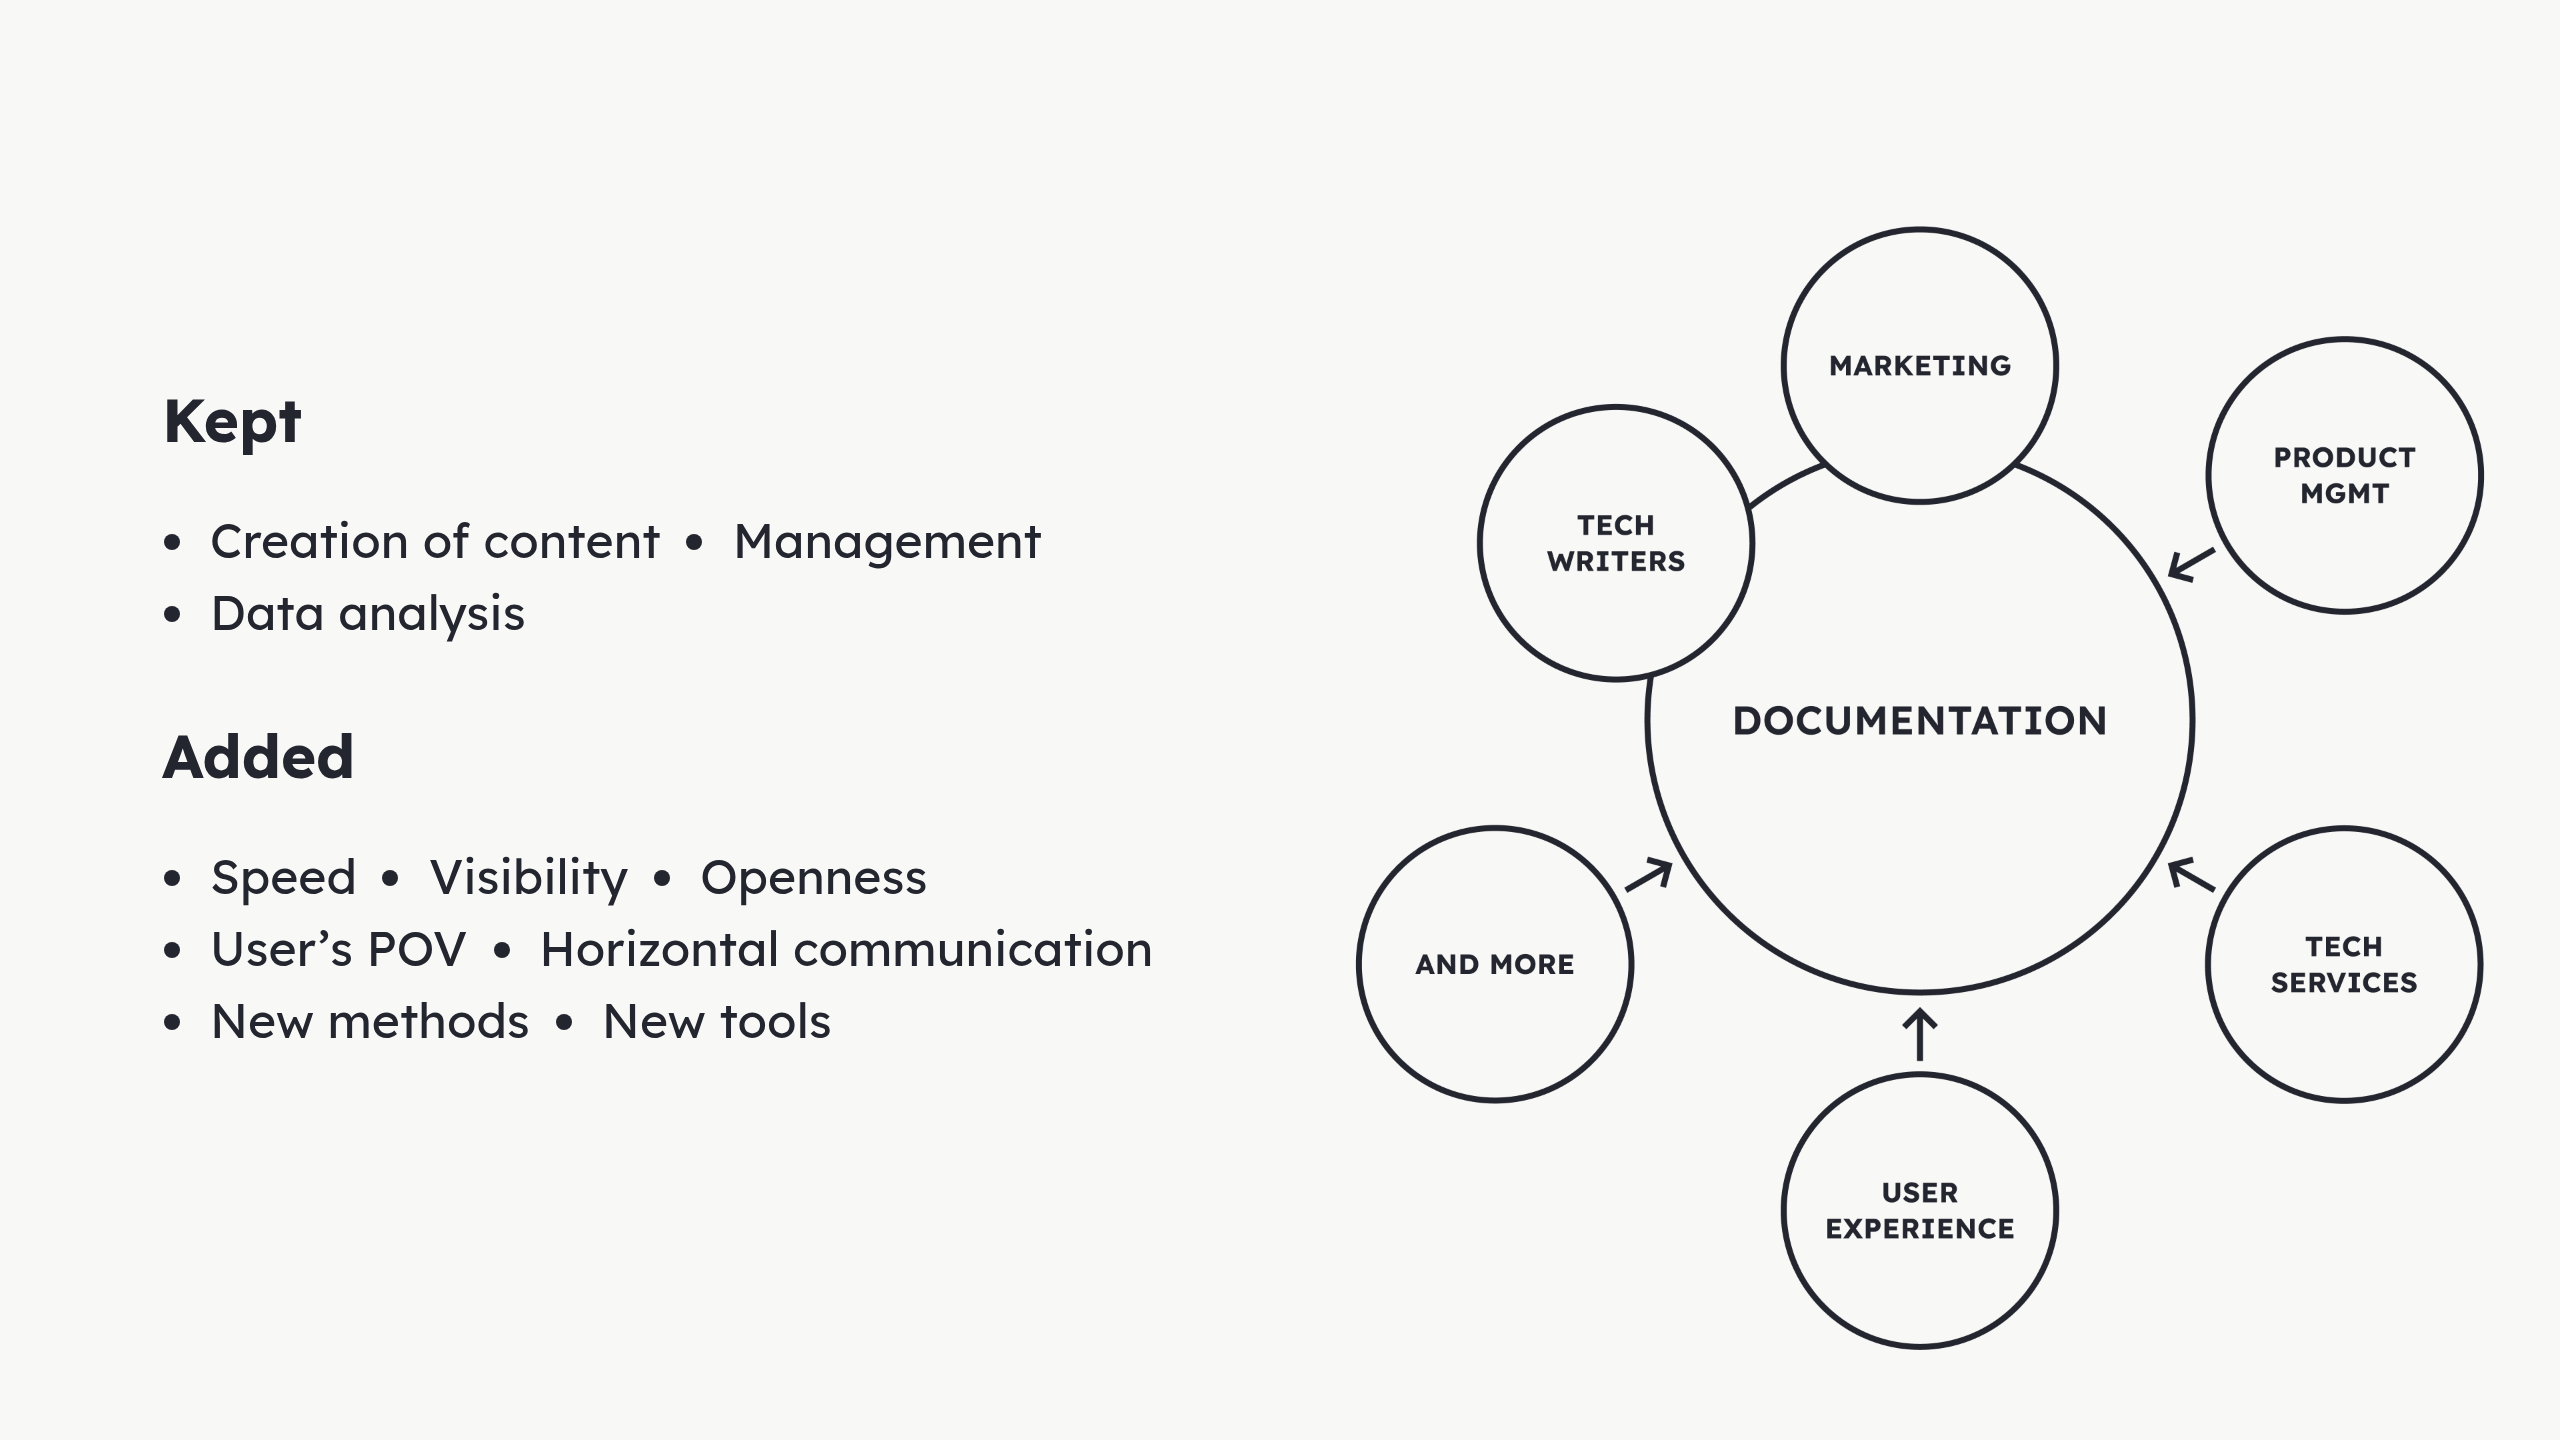 Kept
• Creation of content • Management
• Data analysis
Added
• Speed • Visibility • Openness
• User’s POV • Horizontal communication
• New methods • New tools
MARKETING
PRODUCT
MGMT
TECH
WRITERS
DOCUMENTATION
AND MORE
TECH
SERVICES
USER
EXPERIENCE